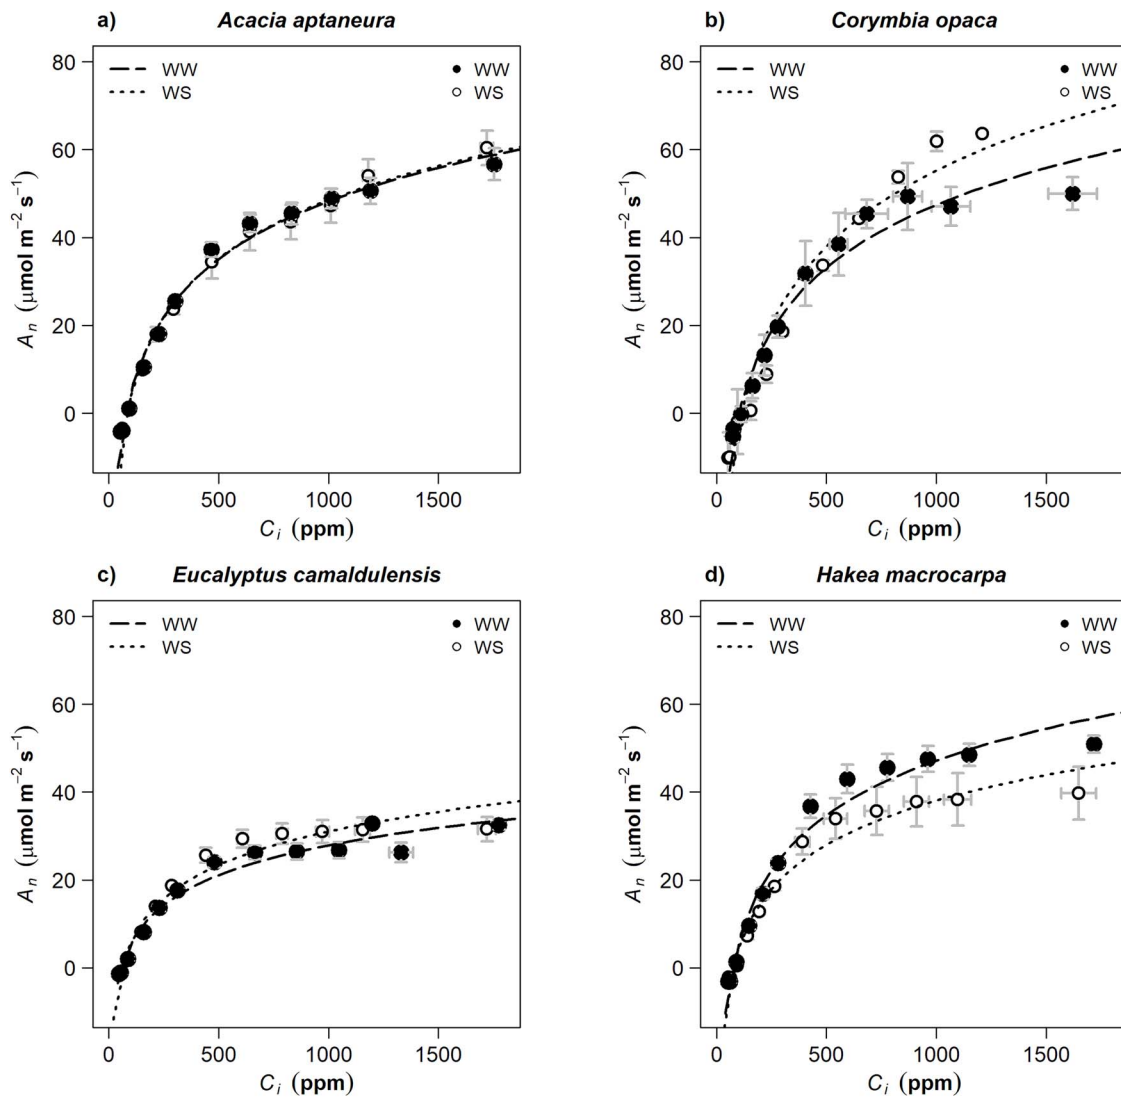 a) Acacia aptaneura
80
60
40
20
0
WW
WS
WW
WS
0 500 1000 1500
Aₙ (μmol m⁻² s⁻¹)
Cᵢ (ppm)
b) Corymbia opaca
80
60
40
20
0
WW
WS
WW
WS
0 500 1000 1500
Aₙ (μmol m⁻² s⁻¹)
Cᵢ (ppm)
c) Eucalyptus camaldulensis
80
60
40
20
0
WW
WS
WW
WS
0 500 1000 1500
Aₙ (μmol m⁻² s⁻¹)
Cᵢ (ppm)
d) Hakea macrocarpa
80
60
40
20
0
WW
WS
WW
WS
0 500 1000 1500
Aₙ (μmol m⁻² s⁻¹)
Cᵢ (ppm)